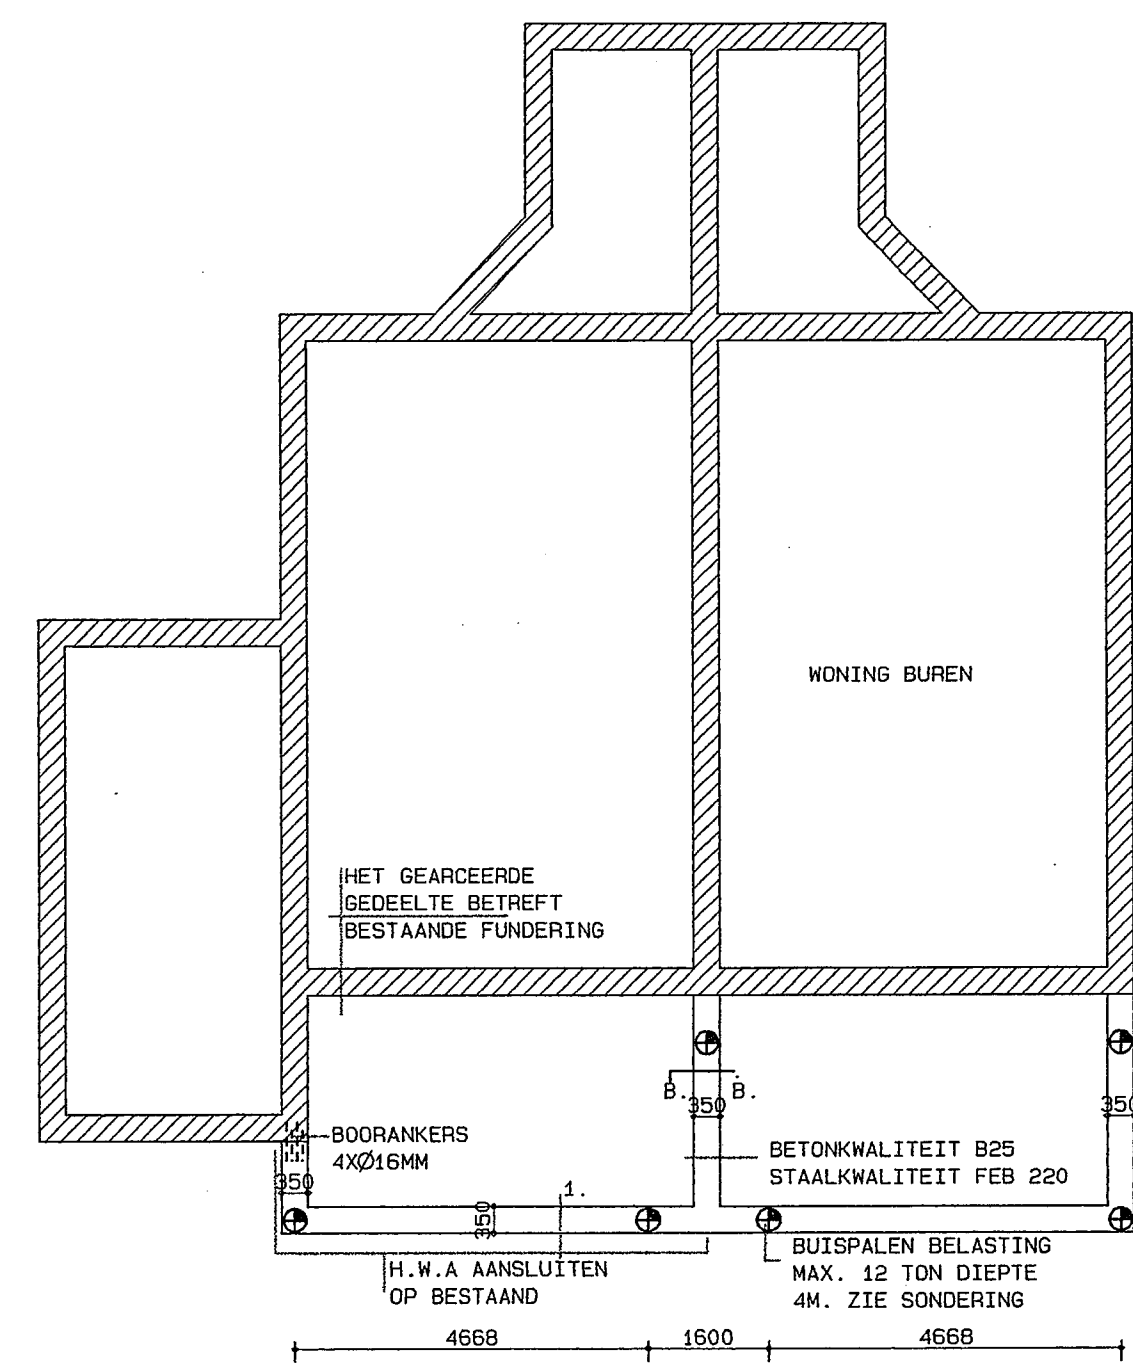 WONING BUREN
HET GEARCEERDE
GEDEELTE BETREFT
BESTAANDE FUNDERING
B. B.
350
350
BOORANKERS
4XØ16MM
350
BETONKWALITEIT B25
STAALKWALITEIT FEB 220
1.
350
H.W.A AANSLUITEN
OP BESTAAND
BUISPALEN BELASTING
MAX. 12 TON DIEPTE
4M. ZIE SONDERING
4668 1600 4668